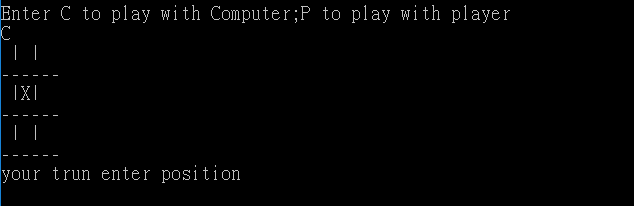 Enter C to play with Computer;P to play with player
C
 | |
------
 |X|
------
 | |
------
your trun enter position